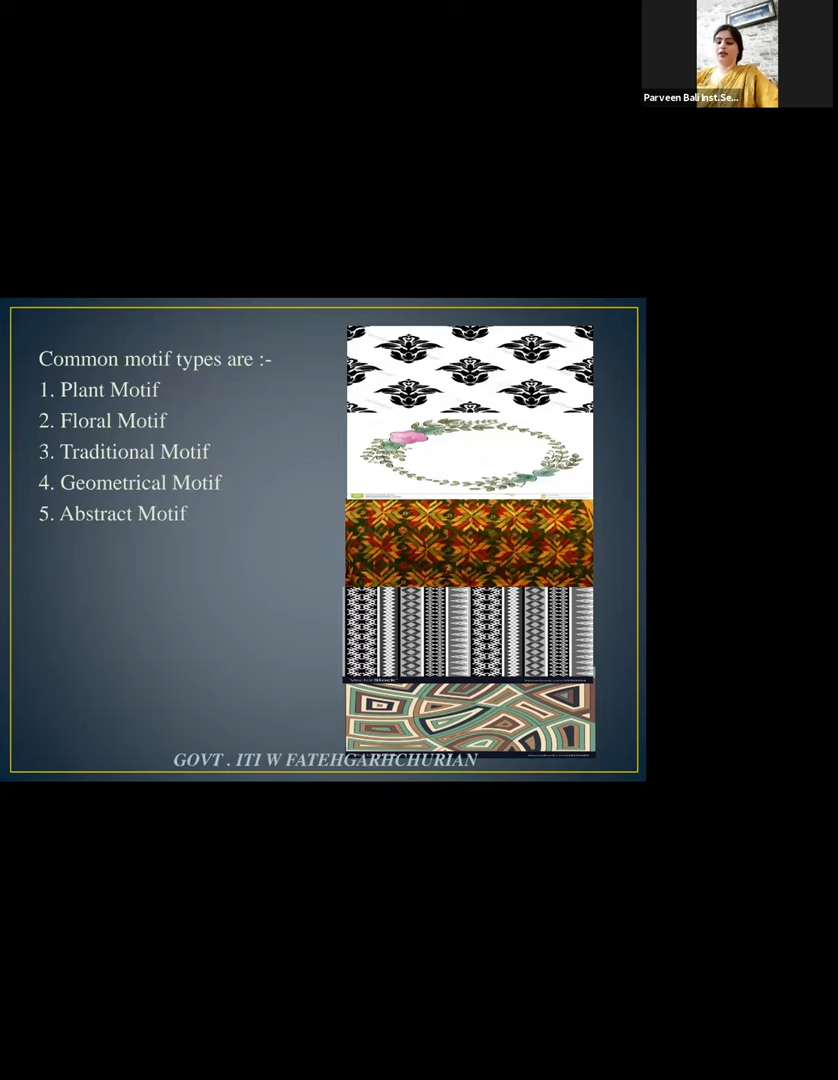 Parveen Bali Inst.Se...
Common motif types are :-
1. Plant Motif
2. Floral Motif
3. Traditional Motif
4. Geometrical Motif
5. Abstract Motif
VectorStock
GOVT . ITI W FATEHGARHCHURIAN